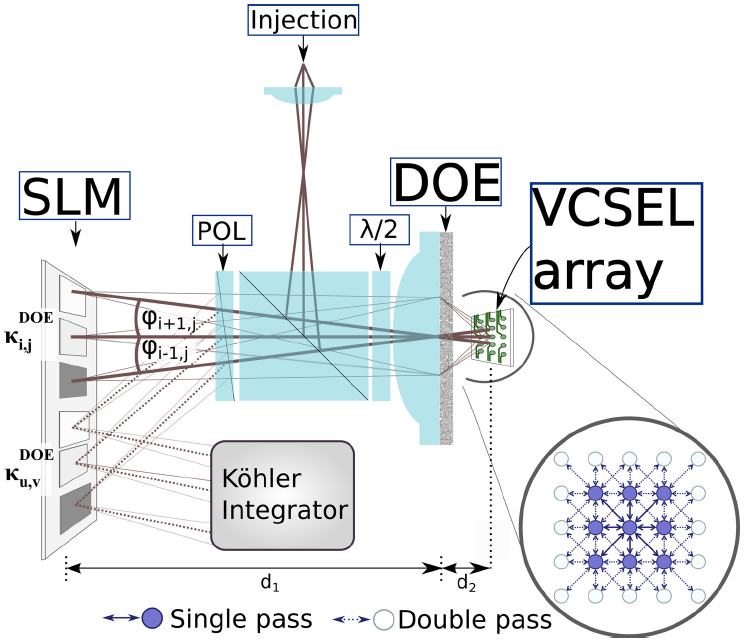 Injection
SLM
DOE
POL
λ/2
VCSEL
array
κi,j DOE
φi+1,j
φi-1,j
κu,v DOE
Köhler
Integrator
d1
d2
Single pass
Double pass